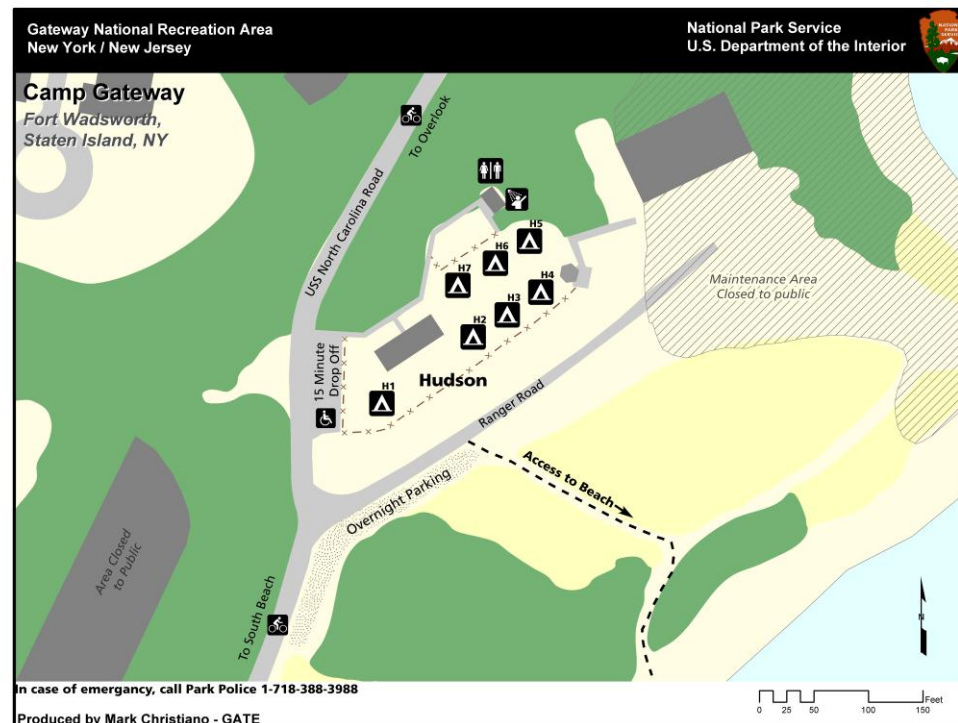 Gateway National Recreation Area
New York / New Jersey
National Park Service
U.S. Department of the Interior
NATIONAL
PARK
SERVICE
Camp Gateway
Fort Wadsworth,
Staten Island, NY
To Overlook
USS North Carolina Road
H5
H6
H7
H4
H3
H2
H1
Maintenance Area
Closed to public
15 Minute
Drop Off
Hudson
Ranger Road
Access to Beach
Overnight Parking
Area Closed
to Public
To South Beach
N
In case of emergancy, call Park Police 1-718-388-3988
Produced by Mark Christiano - GATE
Feet
0 25 50 100 150